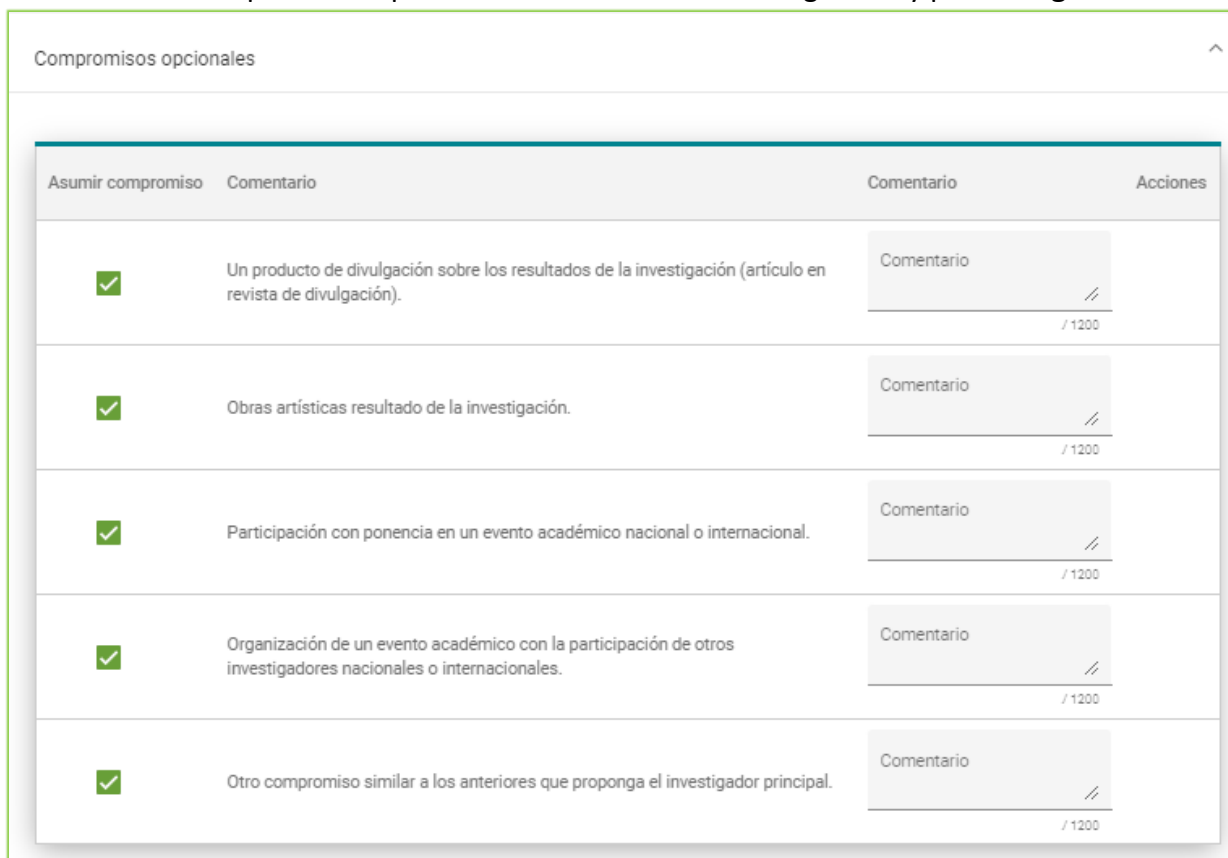 Compromisos opcionales
Asumir compromiso Comentario Comentario Acciones
Un producto de divulgación sobre los resultados de la investigación (artículo en
revista de divulgación).
Comentario
/ 1200
Obras artísticas resultado de la investigación.
Comentario
/ 1200
Participación con ponencia en un evento académico nacional o internacional.
Comentario
/ 1200
Organización de un evento académico con la participación de otros
investigadores nacionales o internacionales.
Comentario
/ 1200
Otro compromiso similar a los anteriores que proponga el investigador principal.
Comentario
/ 1200